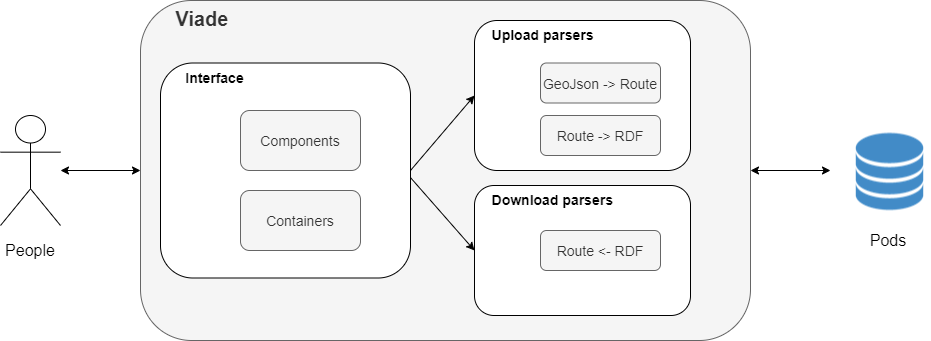 Viade
Interface
Components
Containers
Upload parsers
GeoJson -> Route
Route -> RDF
Download parsers
Route <- RDF
People
Pods